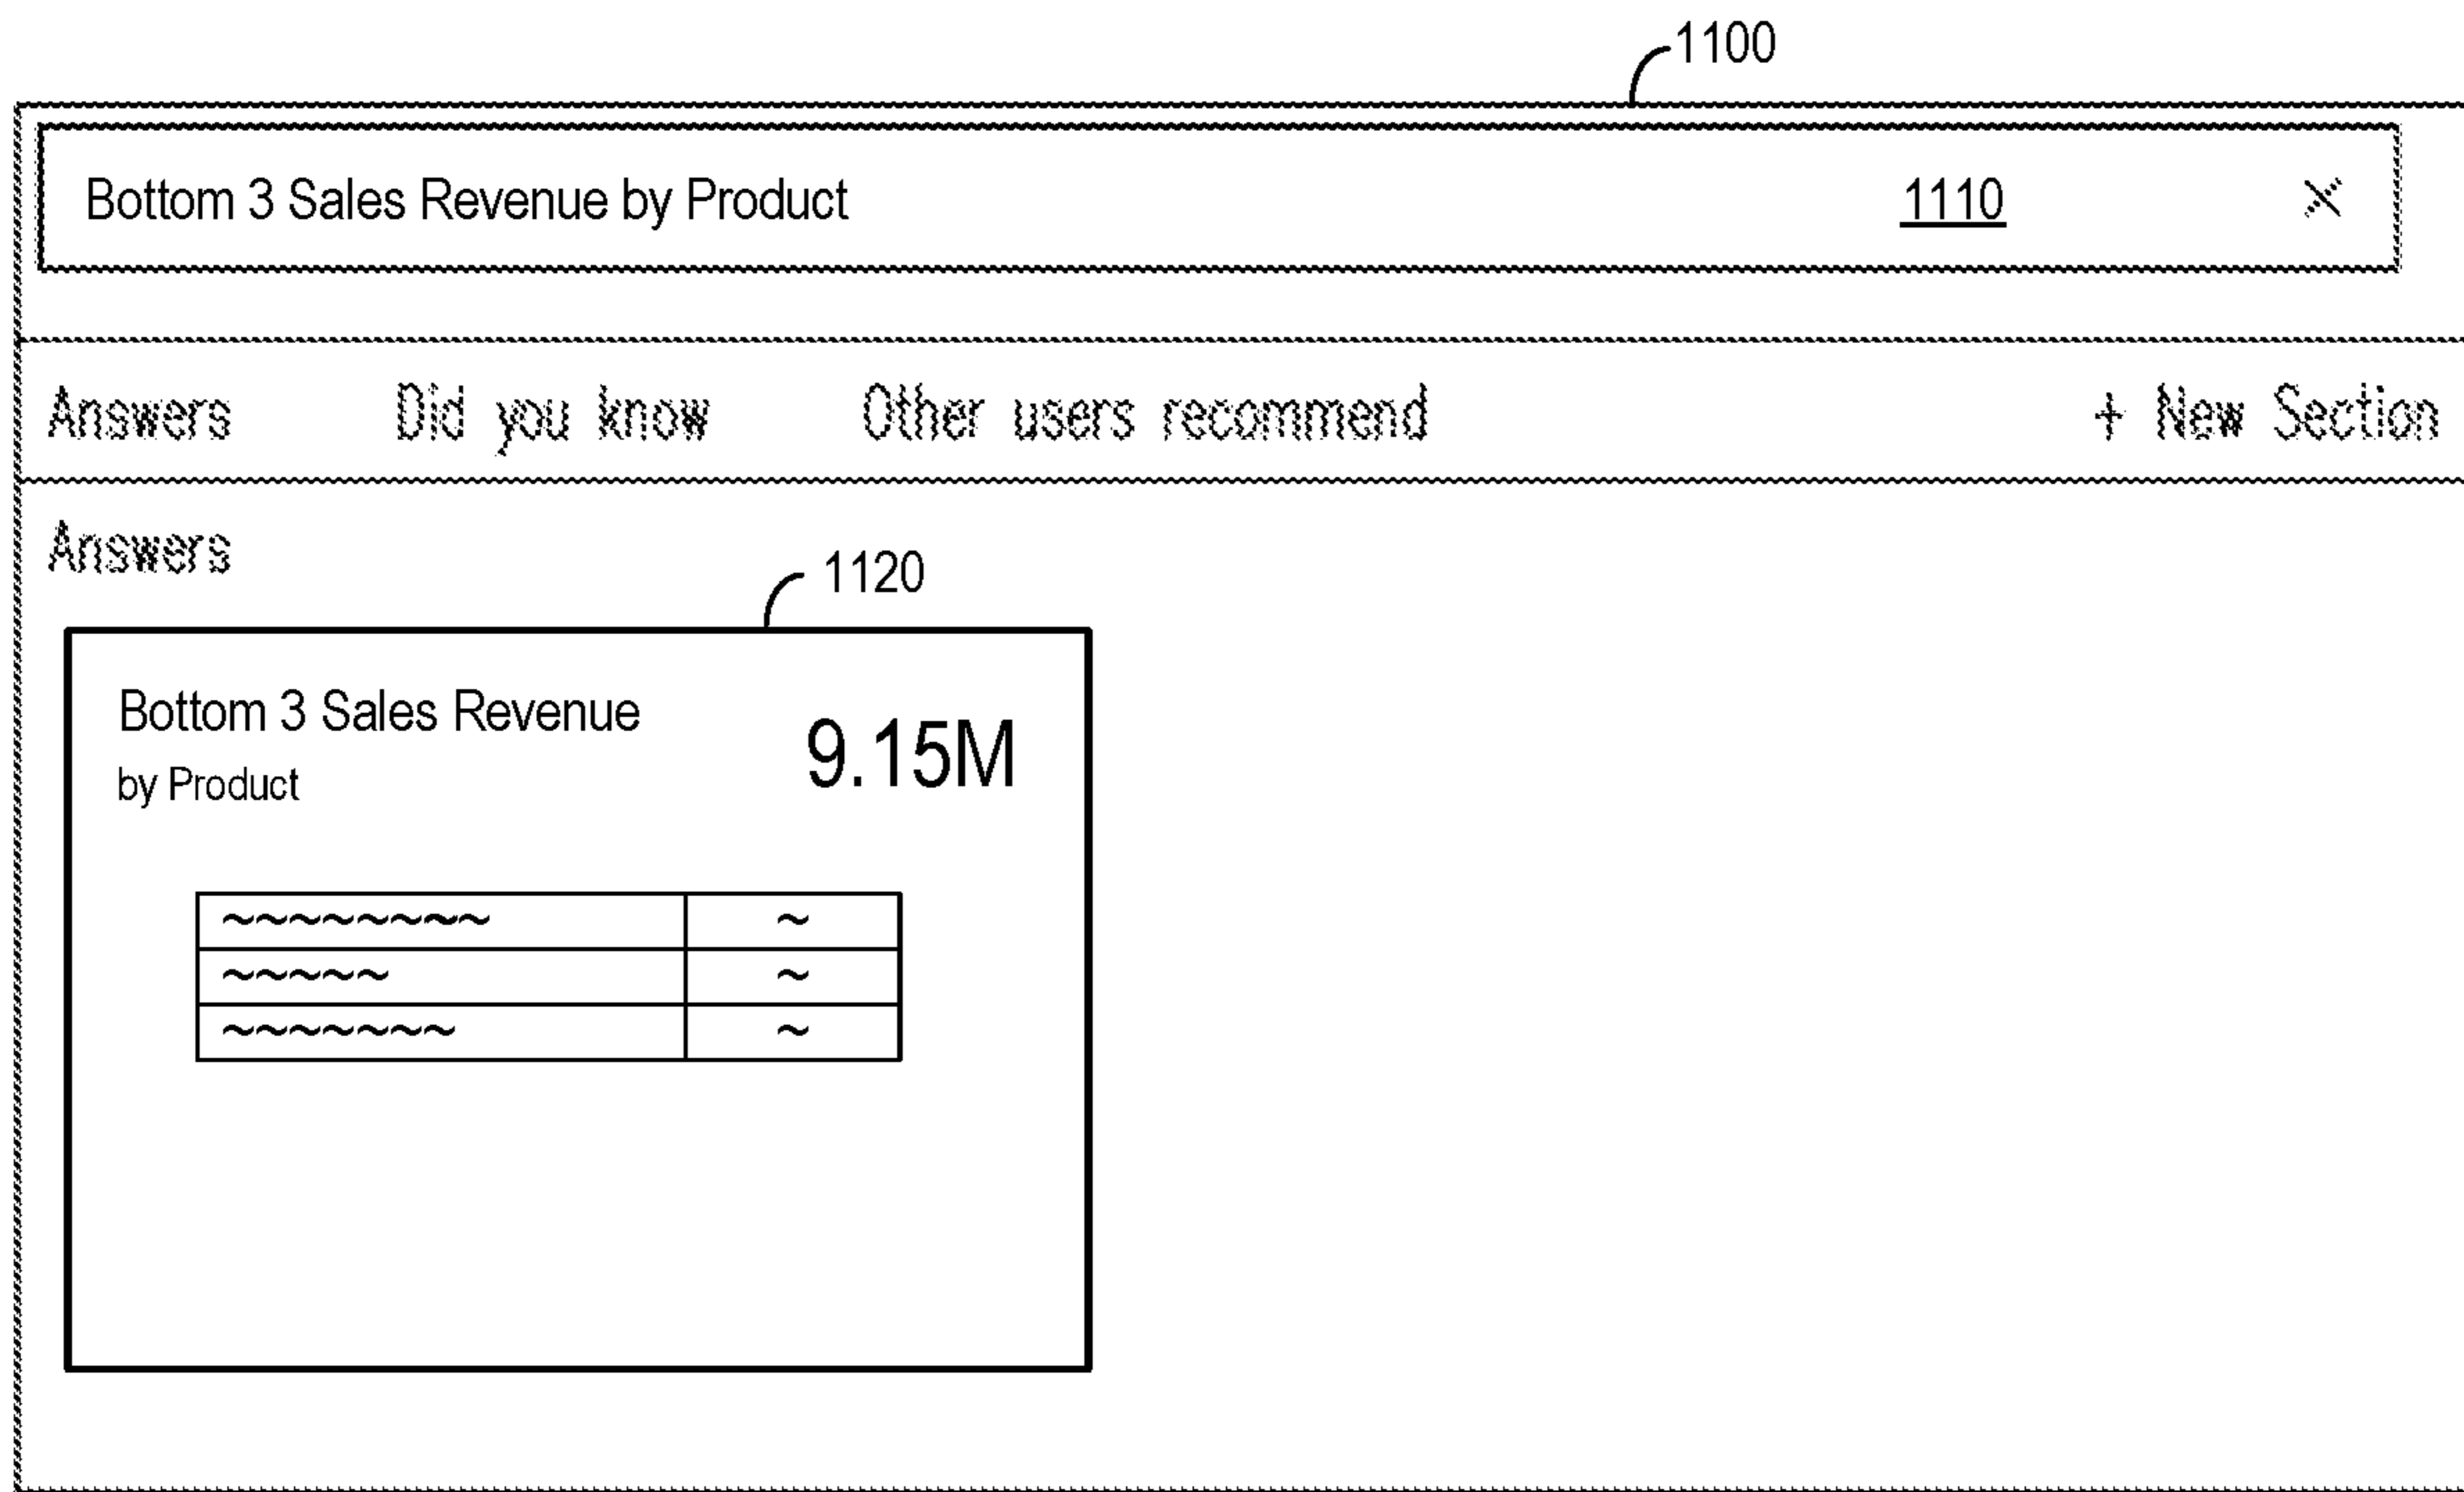 1100
Bottom 3 Sales Revenue by Product 1110 X
Answers Did you know Other users recommend + New Section
Answers
1120
Bottom 3 Sales Revenue 9.15M
by Product
~~~~~~~~ ~
~~~~~ ~
~~~~~~~ ~